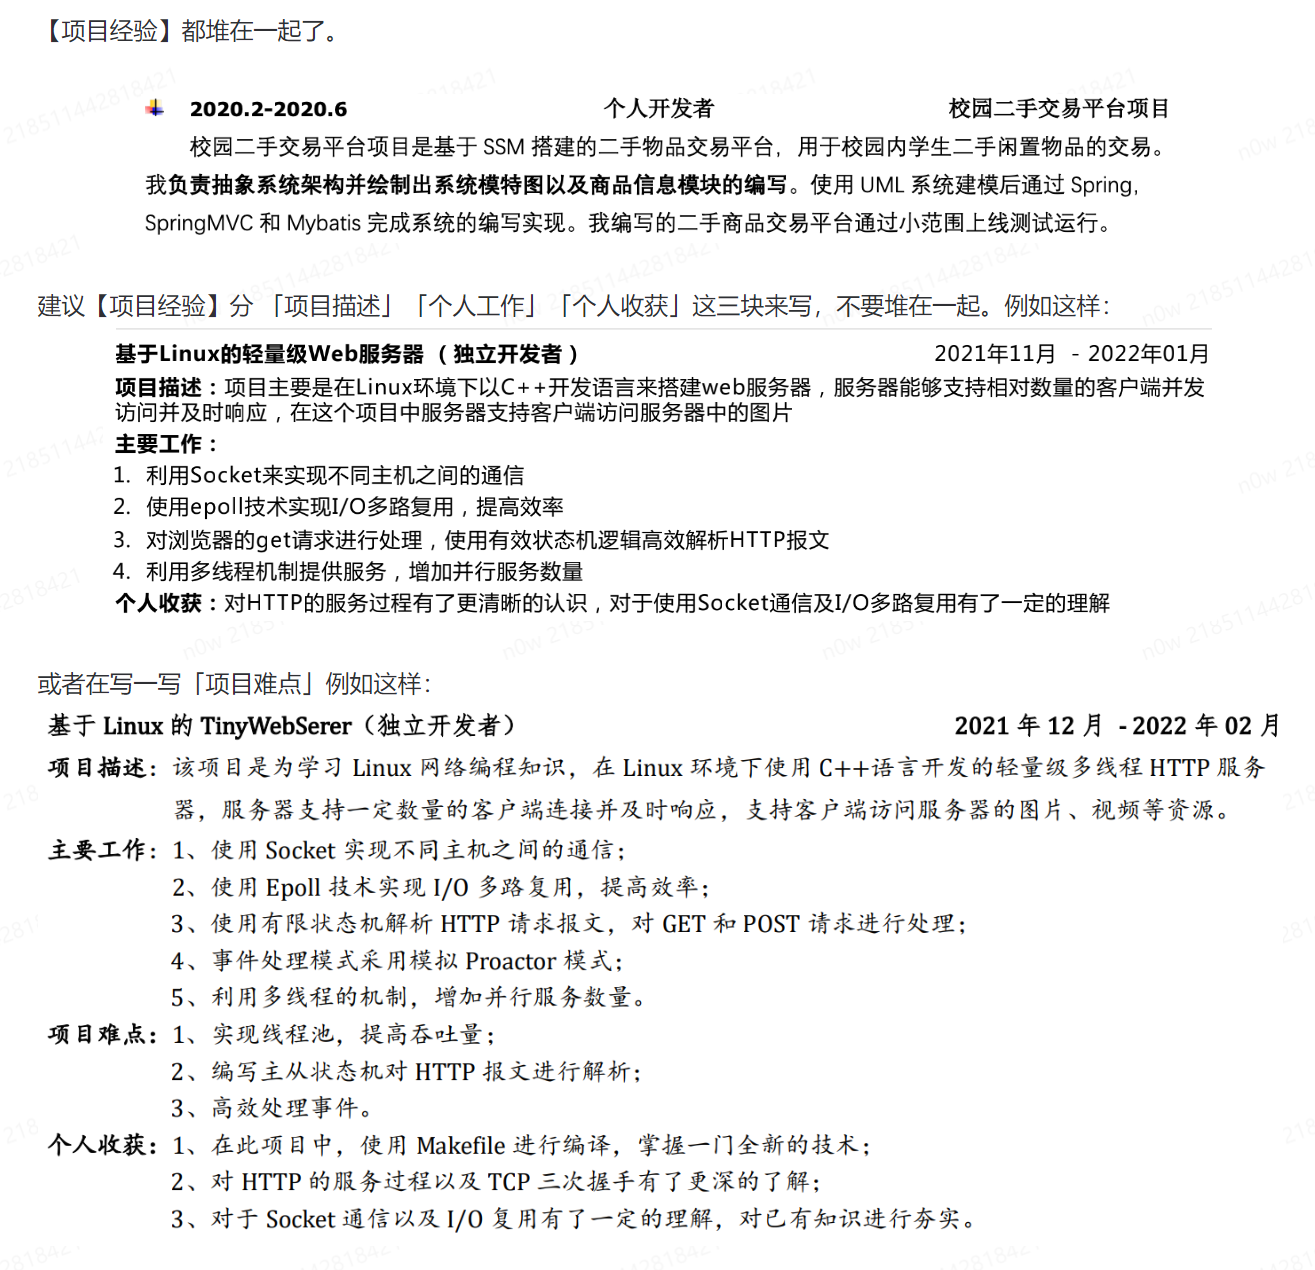 【项目经验】都堆在一起了。
2020.2-2020.6 个人开发者 校园二手交易平台项目
校园二手交易平台项目是基于 SSM 搭建的二手物品交易平台，用于校园内学生二手闲置物品的交易。
我负责抽象系统架构并绘制出系统模特图以及商品信息模块的编写。使用 UML 系统建模后通过 Spring，
SpringMVC 和 Mybatis 完成系统的编写实现。我编写的二手商品交易平台通过小范围上线测试运行。
建议【项目经验】分 「项目描述」「个人工作」「个人收获」这三块来写，不要堆在一起。例如这样：
基于Linux的轻量级Web服务器（独立开发者） 2021年11月 - 2022年01月
项目描述：项目主要是在Linux环境下以C++开发语言来搭建web服务器，服务器能够支持相对数量的客户端并发
访问并及时响应，在这个项目中服务器支持客户端访问服务器中的图片
主要工作：
1. 利用Socket来实现不同主机之间的通信
2. 使用epoll技术实现I/O多路复用，提高效率
3. 对浏览器的get请求进行处理，使用有效状态机逻辑高效解析HTTP报文
4. 利用多线程机制提供服务，增加并行服务数量
个人收获：对HTTP的服务过程有了更清晰的认识，对于使用Socket通信及I/O多路复用有了一定的理解
或者在写一写「项目难点」例如这样：
基于 Linux 的 TinyWebSerer（独立开发者） 2021 年 12 月 - 2022 年 02 月
项目描述：该项目是为学习 Linux 网络编程知识，在 Linux 环境下使用 C++语言开发的轻量级多线程 HTTP 服务
器，服务器支持一定数量的客户端连接并及时响应，支持客户端访问服务器的图片、视频等资源。
主要工作：1、使用 Socket 实现不同主机之间的通信；
2、使用 Epoll 技术实现 I/O 多路复用，提高效率；
3、使用有限状态机解析 HTTP 请求报文，对 GET 和 POST 请求进行处理；
4、事件处理模式采用模拟 Proactor 模式；
5、利用多线程的机制，增加并行服务数量。
项目难点：1、实现线程池，提高吞吐量；
2、编写主从状态机对 HTTP 报文进行解析；
3、高效处理事件。
个人收获：1、在此项目中，使用 Makefile 进行编译，掌握一门全新的技术；
2、对 HTTP 的服务过程以及 TCP 三次握手有了更深的了解；
3、对于 Socket 通信以及 I/O 复用有了一定的理解，对已有知识进行夯实。